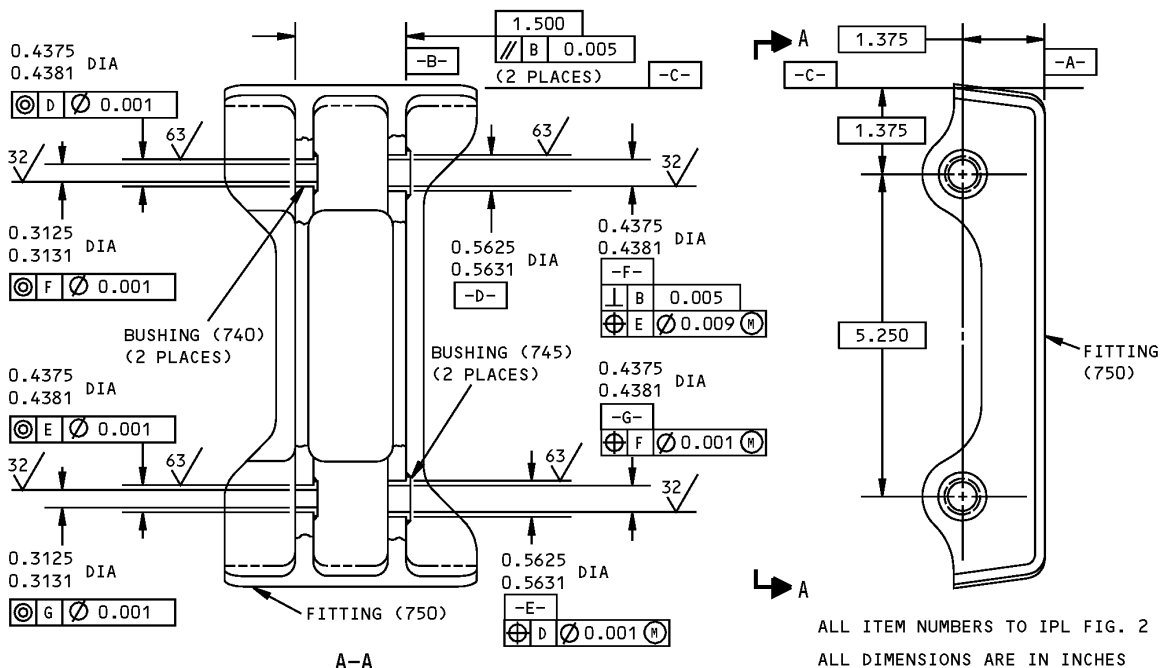 1.500
// B 0.005
(2 PLACES)
-B-
-C-
0.4375
0.4381 DIA
◎ D Ø 0.001
63
32
0.3125
0.3131 DIA
◎ F Ø 0.001
63
32
0.5625
0.5631 DIA
-D-
0.4375
0.4381 DIA
-F-
⊥ B 0.005
⌖ E Ø 0.009 Ⓜ
BUSHING (740)
(2 PLACES)
BUSHING (745)
(2 PLACES)
0.4375
0.4381 DIA
◎ E Ø 0.001
63
32
0.4375
0.4381 DIA
-G-
⌖ F Ø 0.001 Ⓜ
63
32
0.3125
0.3131 DIA
◎ G Ø 0.001
0.5625
0.5631 DIA
-E-
⌖ D Ø 0.001 Ⓜ
FITTING (750)
A-A
A
1.375
-A-
-C-
1.375
5.250
FITTING
(750)
A
ALL ITEM NUMBERS TO IPL FIG. 2
ALL DIMENSIONS ARE IN INCHES